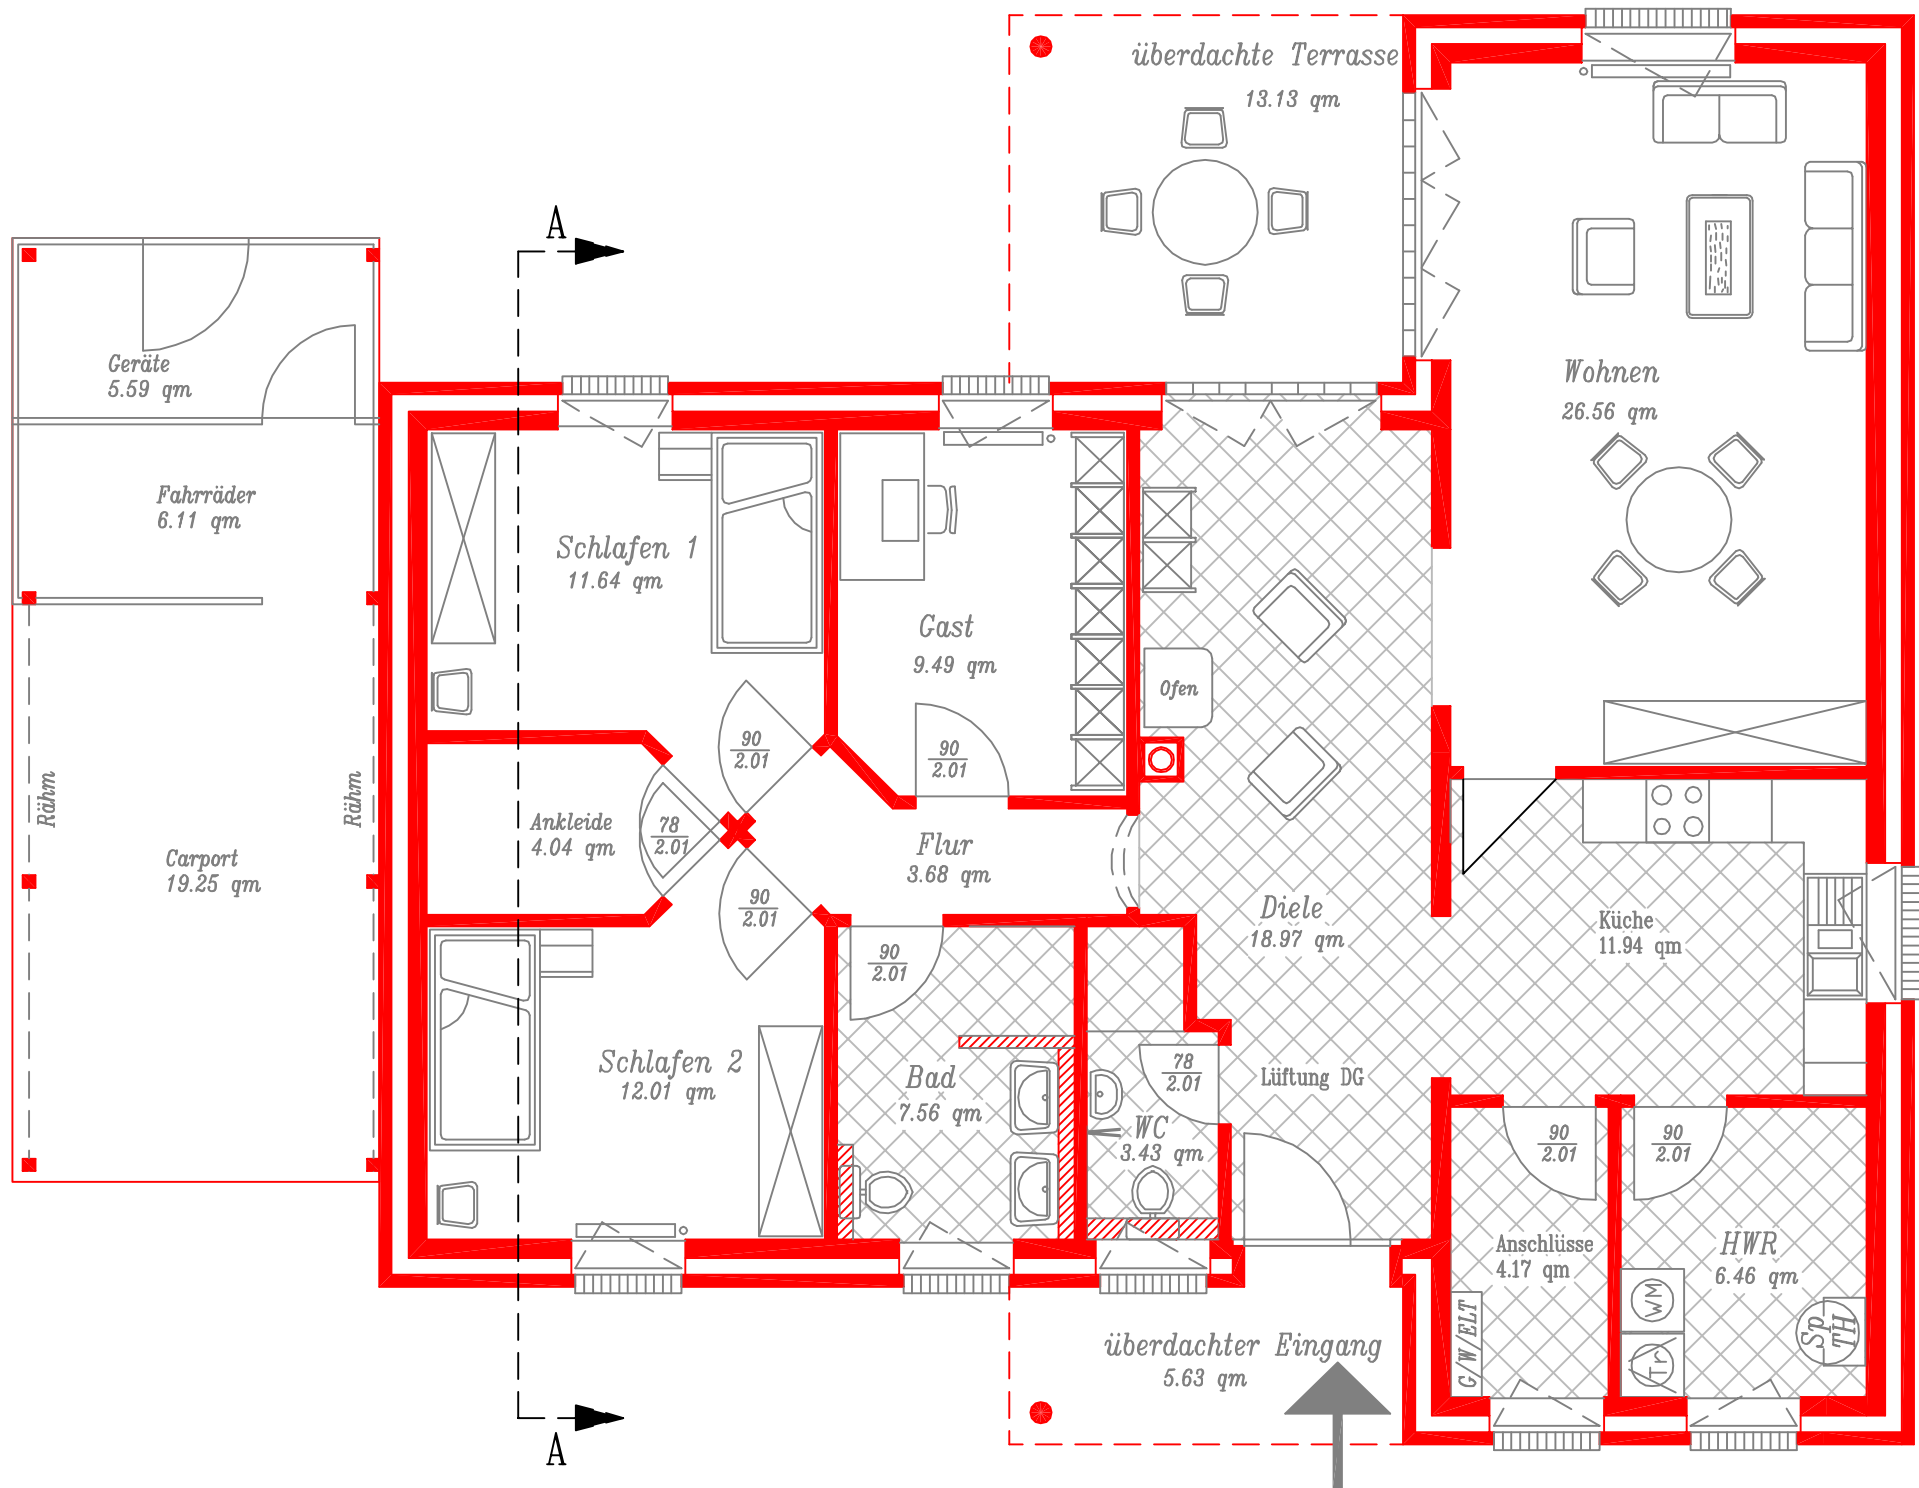 überdachte Terrasse
13.13 qm
A
Geräte
5.59 qm
Wohnen
26.56 qm
Fahrräder
6.11 qm
Schlafen 1
11.64 qm
Gast
9.49 qm
Ofen
90
2.01
90
2.01
Rähm
Rähm
Ankleide
4.04 qm
78
2.01
Flur
3.68 qm
Carport
19.25 qm
90
2.01
Diele
18.97 qm
Küche
11.94 qm
90
2.01
Schlafen 2
12.01 qm
Bad
7.56 qm
78
2.01
Lüftung DG
WC
3.43 qm
90
2.01
90
2.01
Anschlüsse
4.17 qm
HWR
6.46 qm
G/W/ELT
WM
Tr
Sp
TH
überdachter Eingang
5.63 qm
A